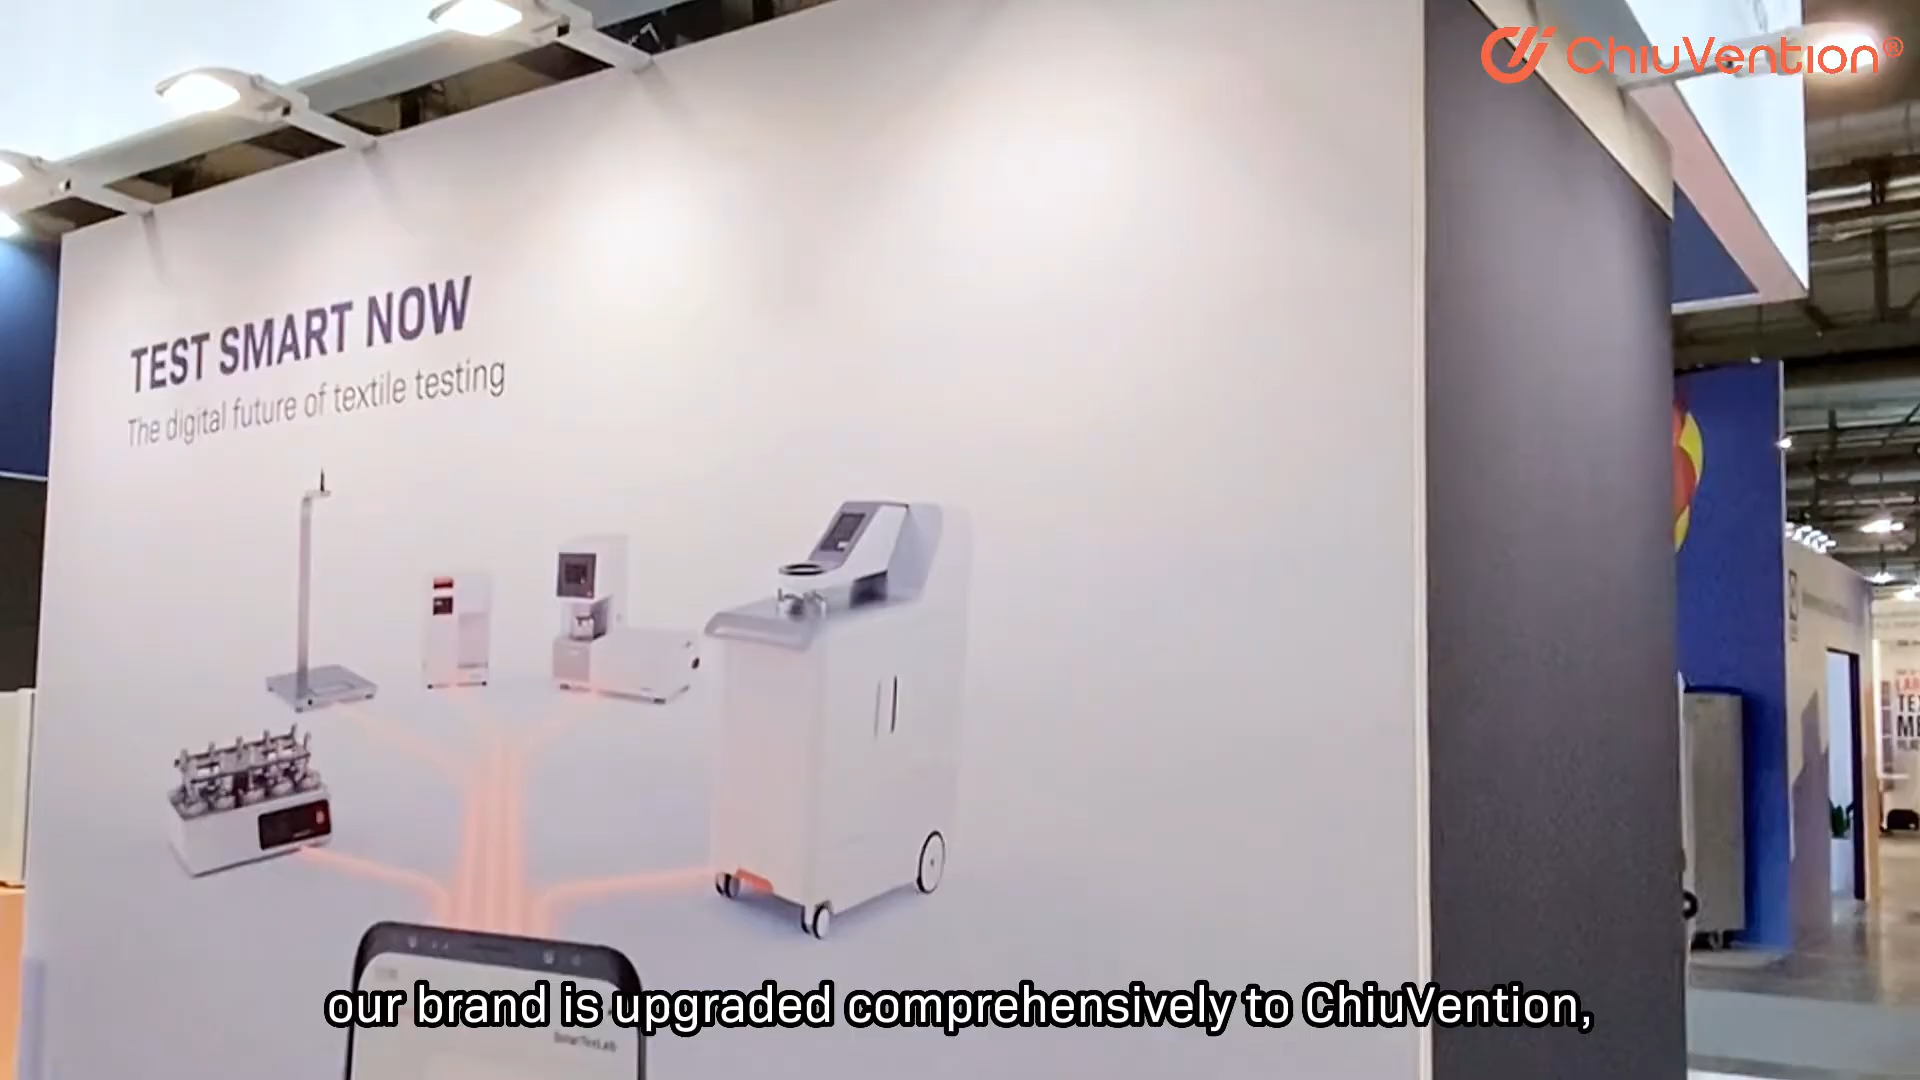 ChiuVention®
TEST SMART NOW
The digital future of textile testing
our brand is upgraded comprehensively to ChiuVention,